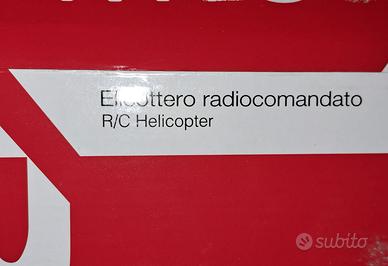 Elicottero radiocomandato
R/C Helicopter
subito